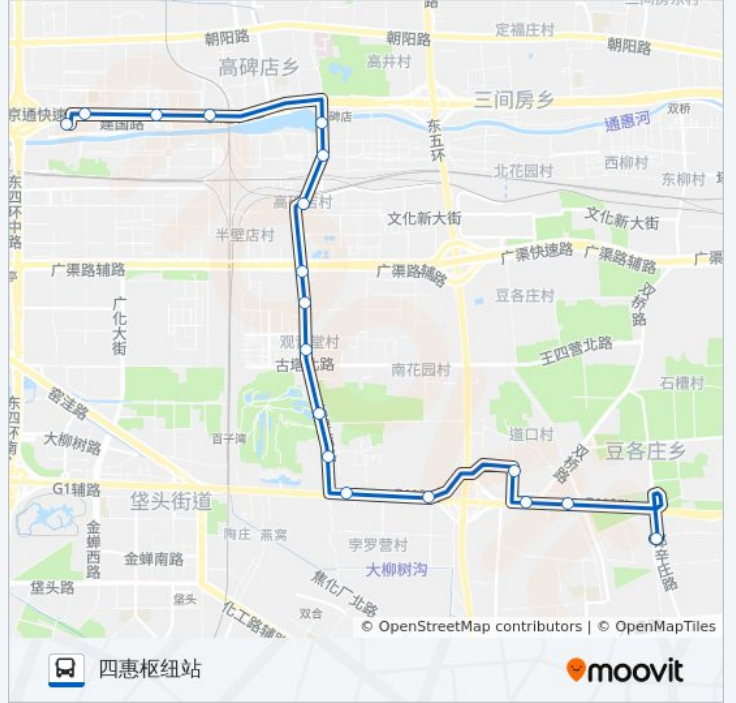 路
朝阳路
朝阳路
定福庄村
朝阳路
高碑店乡
高井村
三间房乡
京通快速
建国路
碑店
东五环
通惠河
双桥
北花园村
西柳村
东柳村
东四环中路
半壁店村
文化新大街
文化新大街
广渠路辅路
广渠路辅路
广渠快速路
广渠路辅路
广渠
豆各庄村
双桥路
广化大街
古塔北路
南花园村
王四营北路
石槽村
窑洼路
东四环南
大柳树路
百子湾
道口村
双桥路
豆各庄乡
G1辅路
垡头街道
金蝉西路
陶庄
燕窝
孛罗营村
金蝉南路
大柳树沟
焦化厂北路
辛庄路
垡头路
垡头
双合
化工路辅路
© OpenStreetMap contributors | © OpenMapTiles
四惠枢纽站
moovit